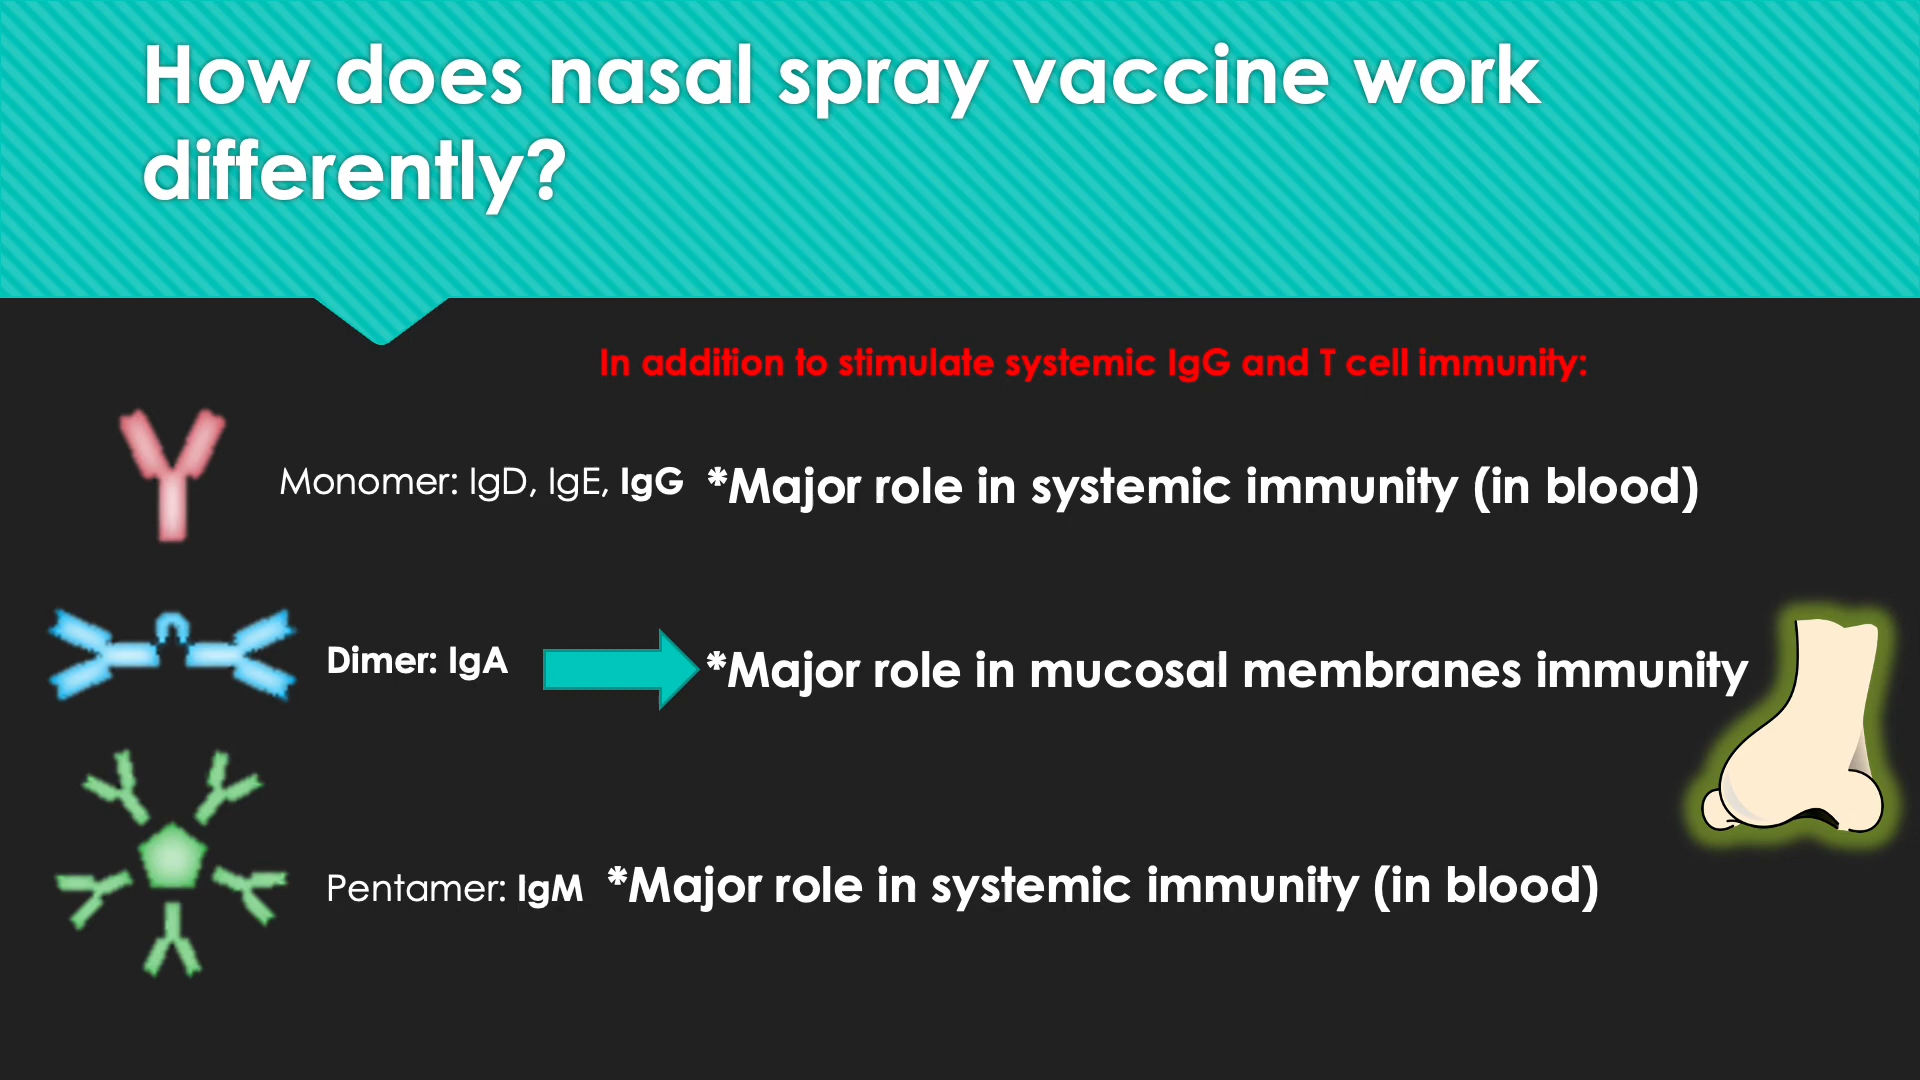 How does nasal spray vaccine work
differently?
In addition to stimulate systemic IgG and T cell immunity:
Monomer: IgD, IgE, IgG *Major role in systemic immunity (in blood)
Dimer: IgA *Major role in mucosal membranes immunity
Pentamer: IgM *Major role in systemic immunity (in blood)